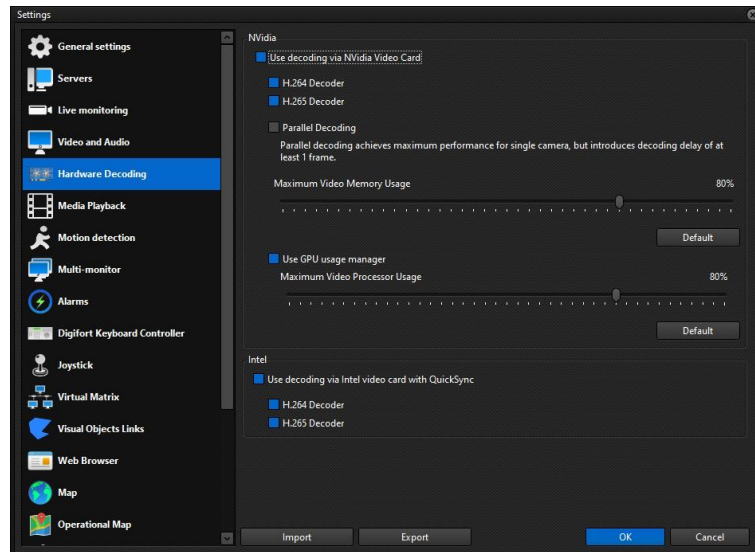 Settings
General settings
Servers
Live monitoring
Video and Audio
Hardware Decoding
Media Playback
Motion detection
Multi-monitor
Alarms
Digifort Keyboard Controller
Joystick
Virtual Matrix
Visual Objects Links
Web Browser
Map
Operational Map
NVidia
Use decoding via NVidia Video Card
H.264 Decoder
H.265 Decoder
Parallel Decoding
Parallel decoding achieves maximum performance for single camera, but introduces decoding delay of at
least 1 frame.
Maximum Video Memory Usage 80%
Default
Use GPU usage manager
Maximum Video Processor Usage 80%
Default
Intel
Use decoding via Intel video card with QuickSync
H.264 Decoder
H.265 Decoder
Import Export OK Cancel